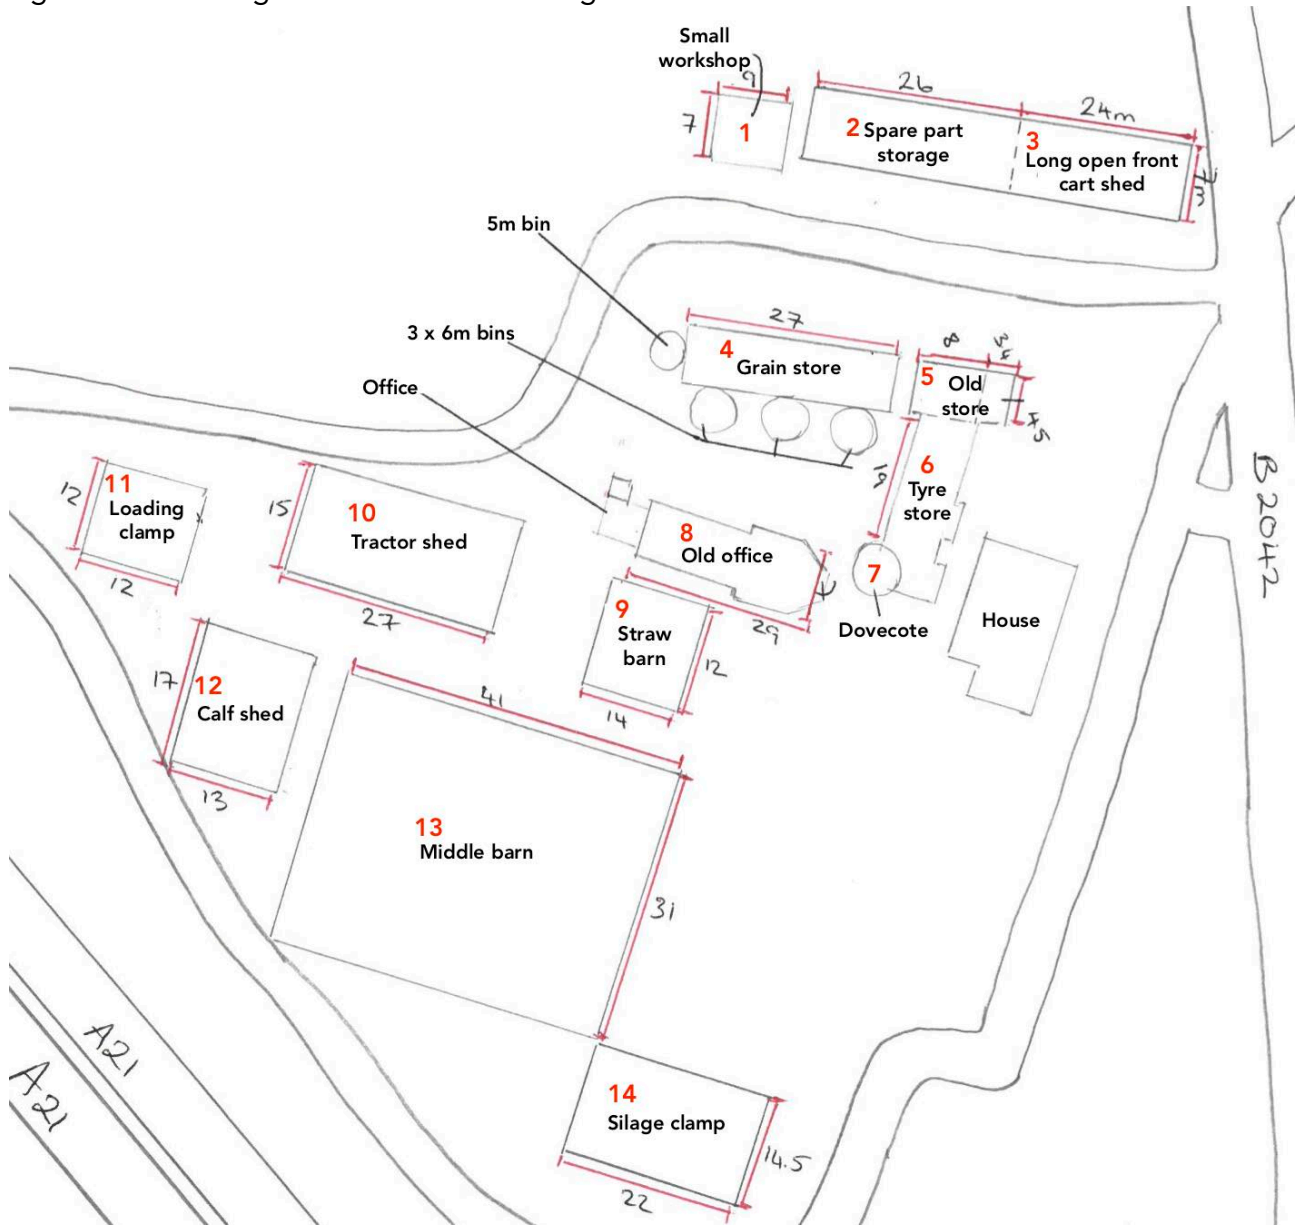 Small
workshop
9
7
1
26
24m
2 Spare part
storage
3
Long open front
cart shed
5m bin
3 x 6m bins
Office
27
4
Grain store
8
5
Old
store
4.5
19
6
Tyre
store
7
Dovecote
House
B2042
8
Old office
29
9
Straw
barn
12
14
11
Loading
clamp
12
12
10
Tractor shed
15
27
12
Calf shed
17
13
41
13
Middle barn
31
14
Silage clamp
14.5
22
A21
A21